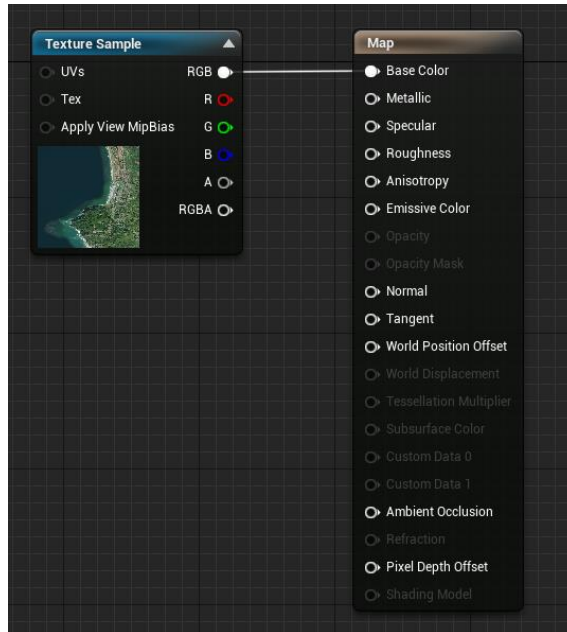 Texture Sample
UVs RGB
Tex R
Apply View MipBias G
B
A
RGBA
Map
Base Color
Metallic
Specular
Roughness
Anisotropy
Emissive Color
Opacity
Opacity Mask
Normal
Tangent
World Position Offset
World Displacement
Tessellation Multiplier
Subsurface Color
Custom Data 0
Custom Data 1
Ambient Occlusion
Refraction
Pixel Depth Offset
Shading Model